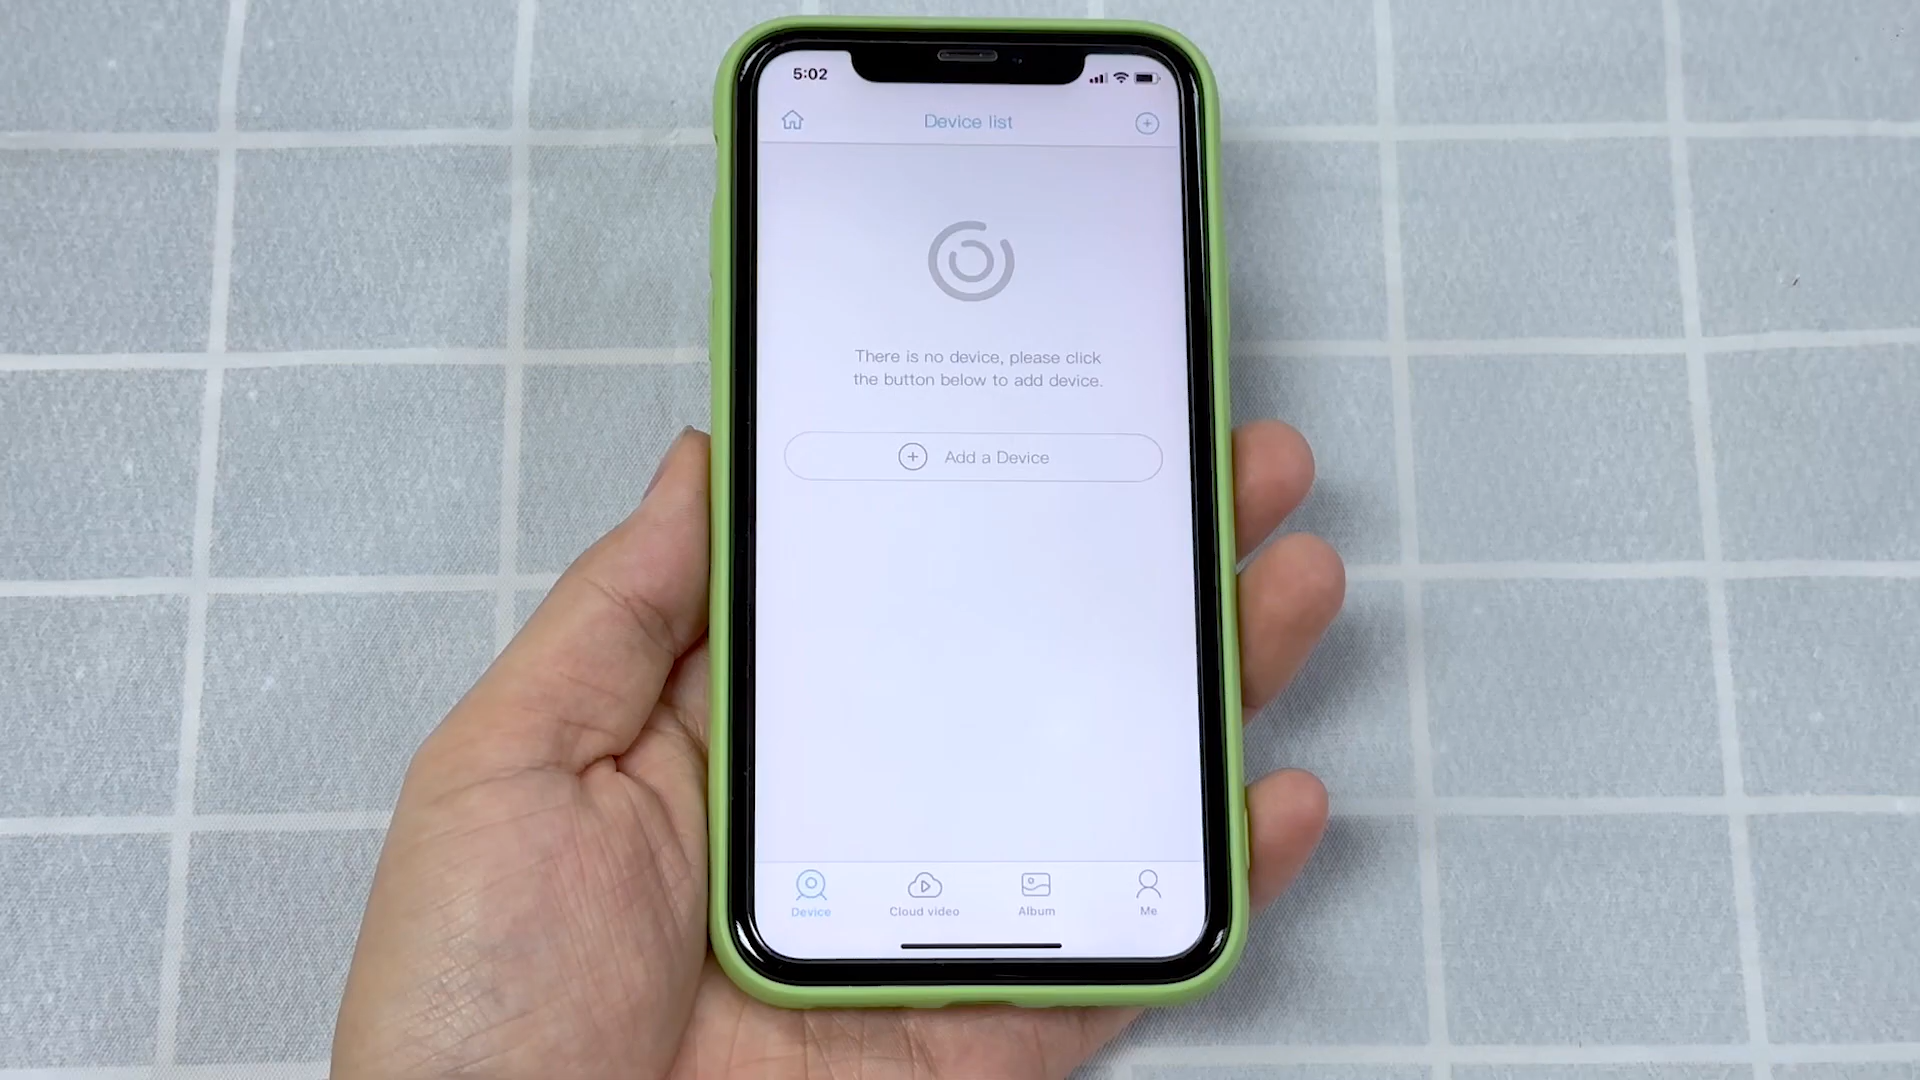 5:02
Device list
There is no device, please click
the button below to add device.
Add a Device
Device
Cloud video
Album
Me